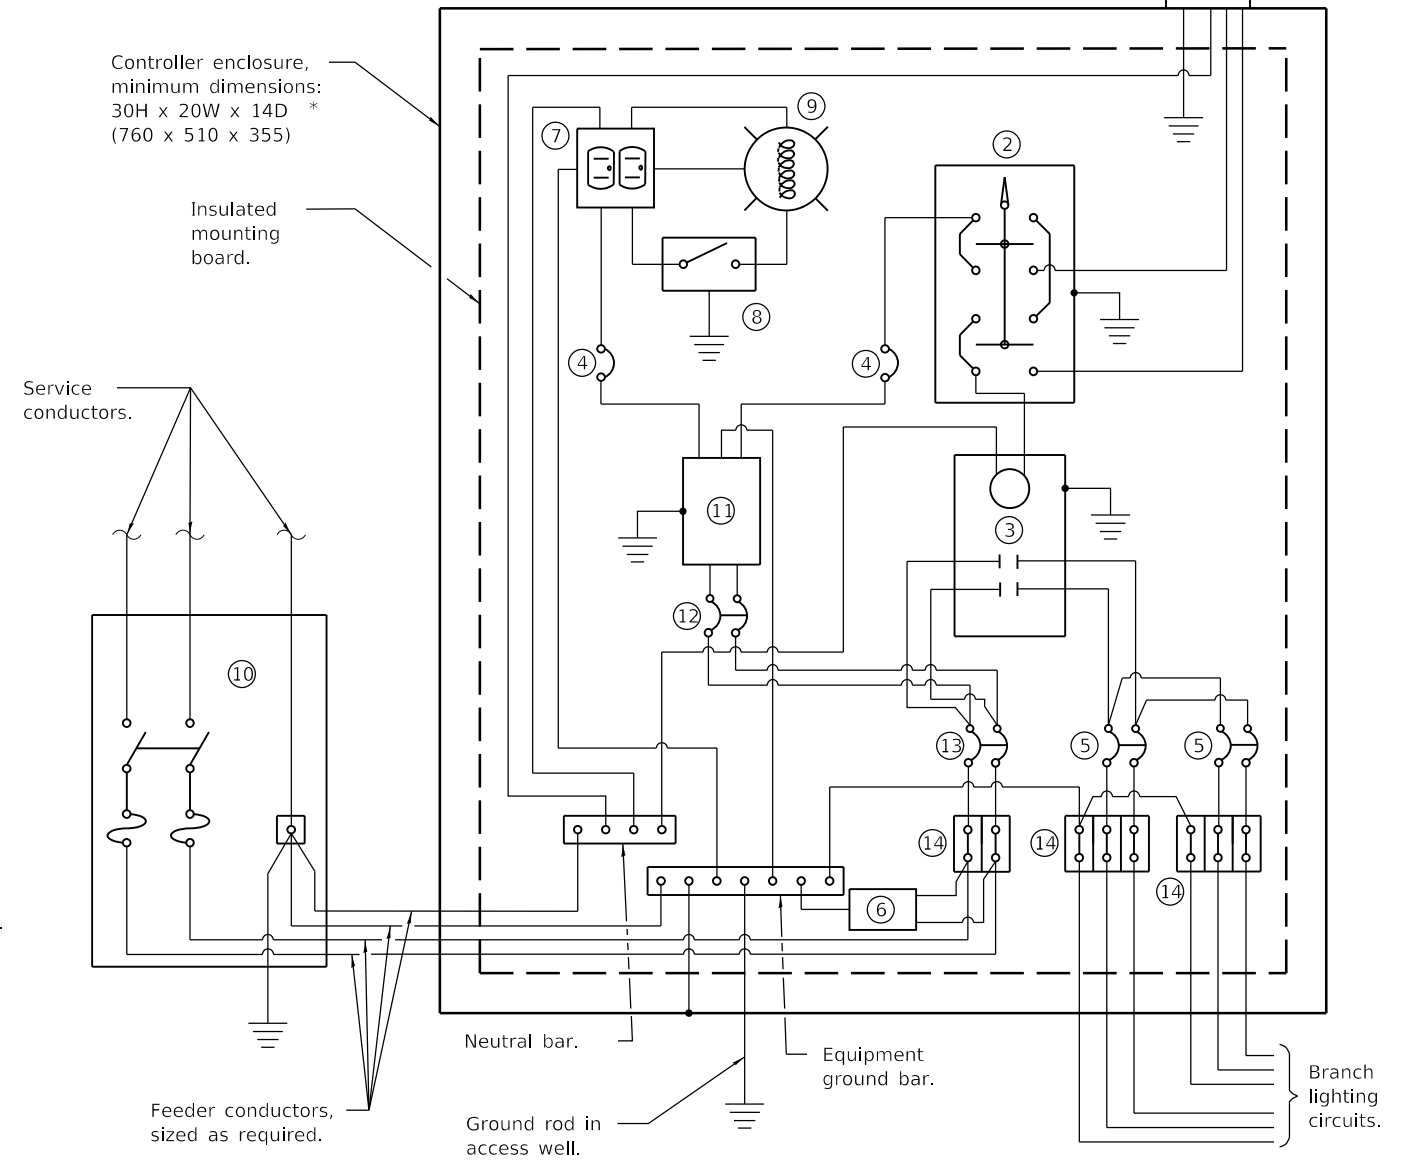 Controller enclosure,
minimum dimensions:
30H x 20W x 14D *
(760 x 510 x 355)
Insulated
mounting
board.
Service
conductors.
7
9
2
8
4
4
11
3
12
10
13
5
5
14
14
14
6
Neutral bar.
Equipment
ground bar.
Ground rod in
access well.
Feeder conductors,
sized as required.
Branch
lighting
circuits.